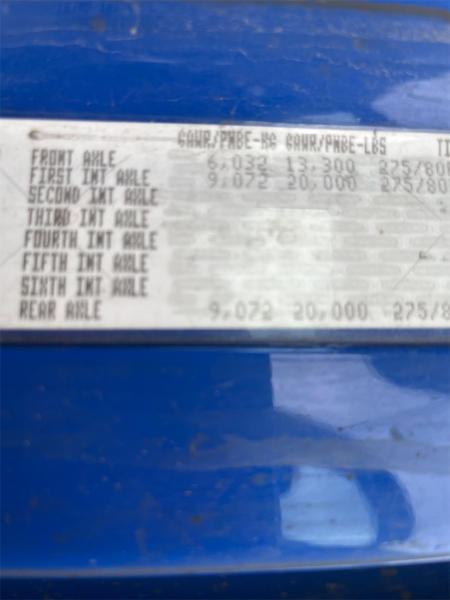 GAWR/PNBE-KG GAWR/PNBE-LBS TI
FRONT AXLE 6,032 13,300 275/80R
FIRST INT AXLE 9,072 20,000 275/80
SECOND INT AXLE
THIRD INT AXLE
FOURTH INT AXLE
FIFTH INT AXLE
SIXTH INT AXLE
REAR AXLE 9,072 20,000 275/8